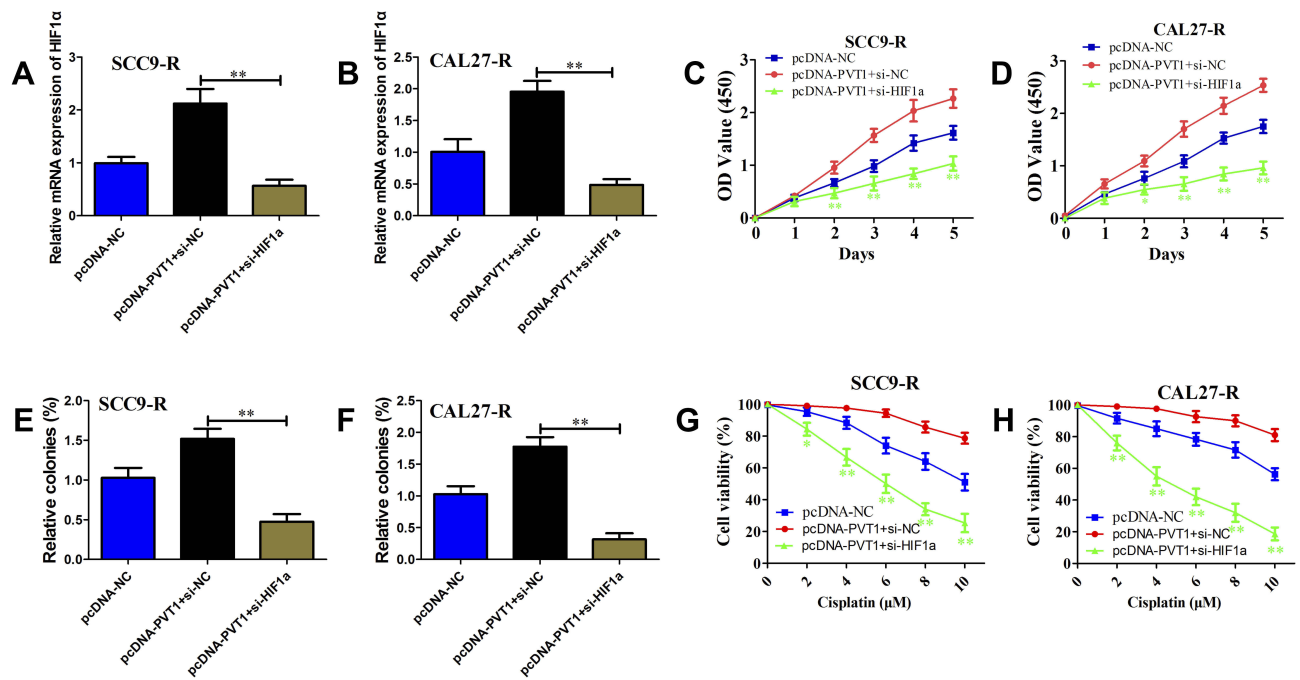 A
SCC9-R
Relative mRNA expression of HIF1α
3
2
1
0
**
pcDNA-NC
pcDNA-PVT1+si-NC
pcDNA-PVT1+si-HIF1a
B
CAL27-R
Relative mRNA expression of HIF1α
2.5
2.0
1.5
1.0
0.5
0.0
**
pcDNA-NC
pcDNA-PVT1+si-NC
pcDNA-PVT1+si-HIF1a
C
SCC9-R
pcDNA-NC
pcDNA-PVT1+si-NC
pcDNA-PVT1+si-HIF1a
OD Value (450)
3
2
1
0
** ** ** **
0 1 2 3 4 5
Days
D
CAL27-R
pcDNA-NC
pcDNA-PVT1+si-NC
pcDNA-PVT1+si-HIF1a
OD Value (450)
3
2
1
0
* ** ** **
0 1 2 3 4 5
Days
E
SCC9-R
Relative colonies (%)
2.0
1.5
1.0
0.5
0.0
**
pcDNA-NC
pcDNA-PVT1+si-NC
pcDNA-PVT1+si-HIF1a
F
CAL27-R
Relative colonies (%)
2.5
2.0
1.5
1.0
0.5
0.0
**
pcDNA-NC
pcDNA-PVT1+si-NC
pcDNA-PVT1+si-HIF1a
G
SCC9-R
Cell viability (%)
100
80
60
40
20
0
* ** ** ** **
pcDNA-NC
pcDNA-PVT1+si-NC
pcDNA-PVT1+si-HIF1a
0 2 4 6 8 10
Cisplatin (μM)
H
CAL27-R
Cell viability (%)
100
80
60
40
20
0
** ** ** ** **
pcDNA-NC
pcDNA-PVT1+si-NC
pcDNA-PVT1+si-HIF1a
0 2 4 6 8 10
Cisplatin (μM)